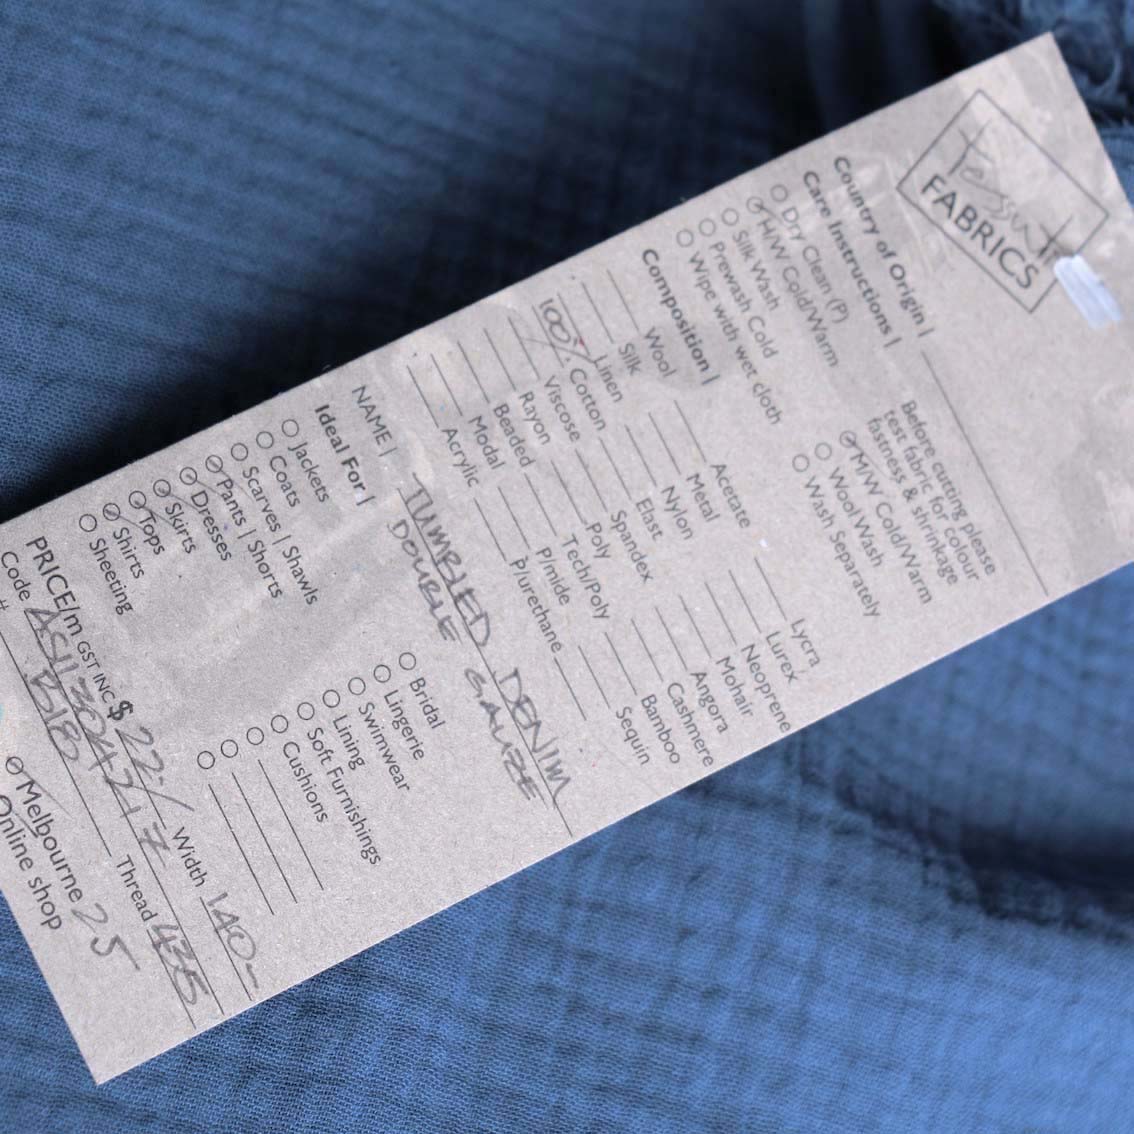 Tessuti
FABRICS
Country of Origin |
Care Instructions |
Dry Clean (P)
H/W Cold/Warm
Silk Wash
Prewash Cold
Wipe with wet cloth
Before cutting please
test fabric for colour
fastness & shrinkage
M/W Cold/Warm
Wool Wash
Wash Separately
Composition |
Wool
Silk
Linen
100% Cotton
Viscose
Rayon
Beaded
Modal
Acrylic
Acetate
Metal
Nylon
Elast
Spandex
Poly
Tech/Poly
P/mide
P/urethane
Lycra
Lurex
Neoprene
Mohair
Angora
Cashmere
Bamboo
Sequin
NAME | TUMBLED DENIM
DOUBLE GAUZE
Ideal For |
Jackets
Coats
Scarves | Shawls
Pants | Shorts
Dresses
Skirts
Tops
Shirts
Sheeting
Bridal
Lingerie
Swimwear
Lining
Soft Furnishings
Cushions
PRICE/m GST INC $ 22-/ Width 140-
Code Thread 435
B18
Melbourne 25
Online shop